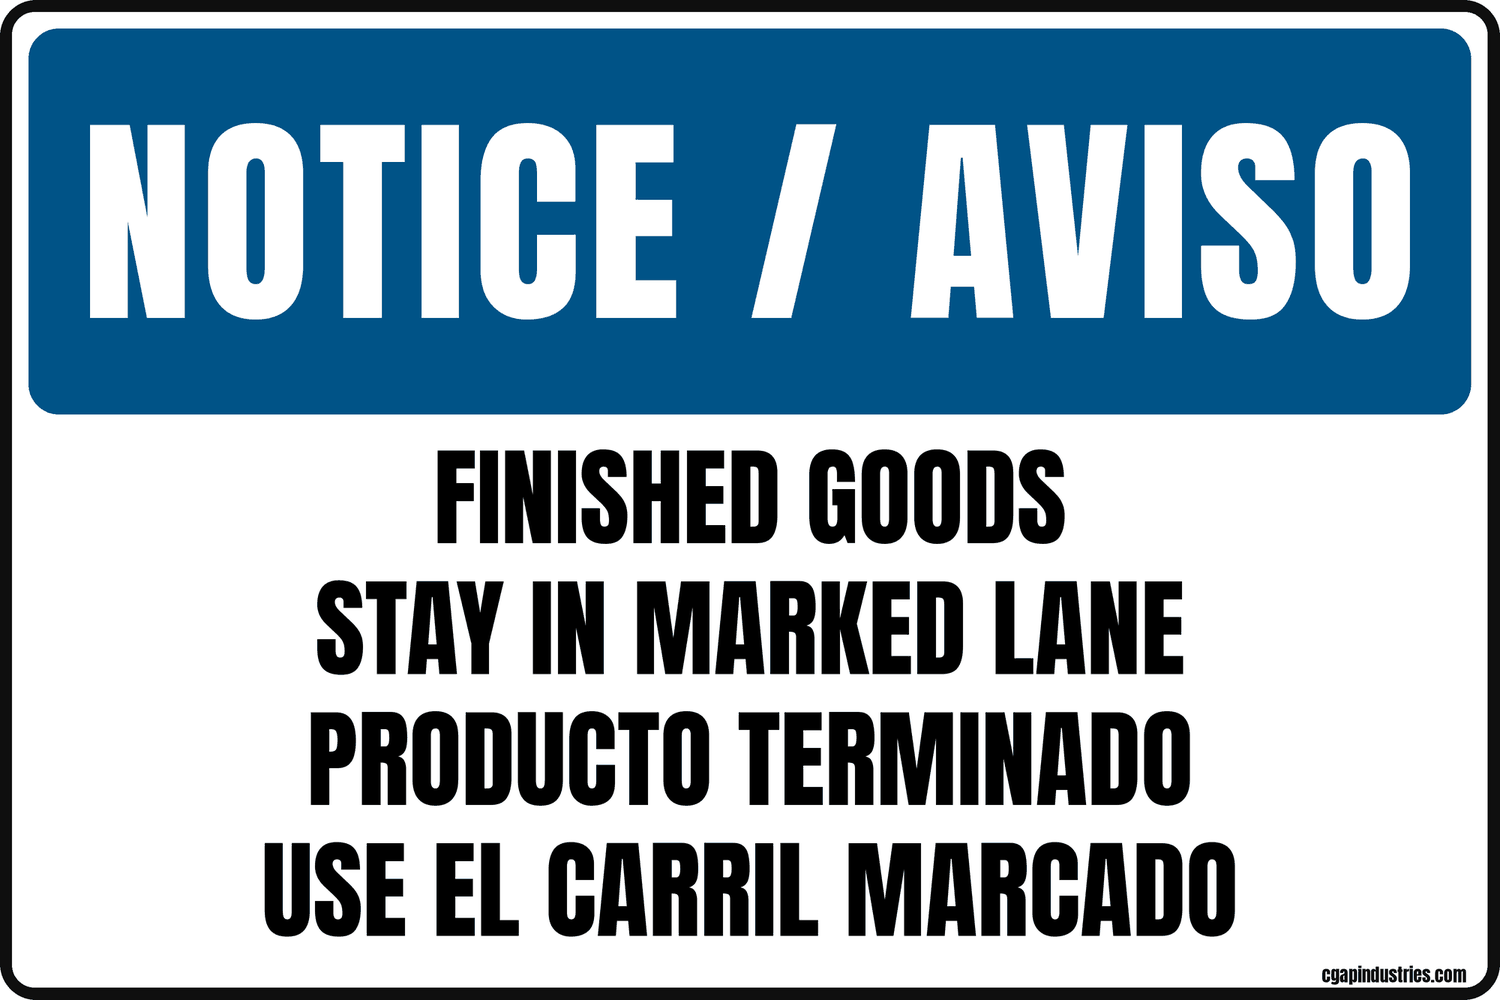 NOTICE / AVISO
FINISHED GOODS
STAY IN MARKED LANE
PRODUCTO TERMINADO
USE EL CARRIL MARCADO
cgapindustries.com